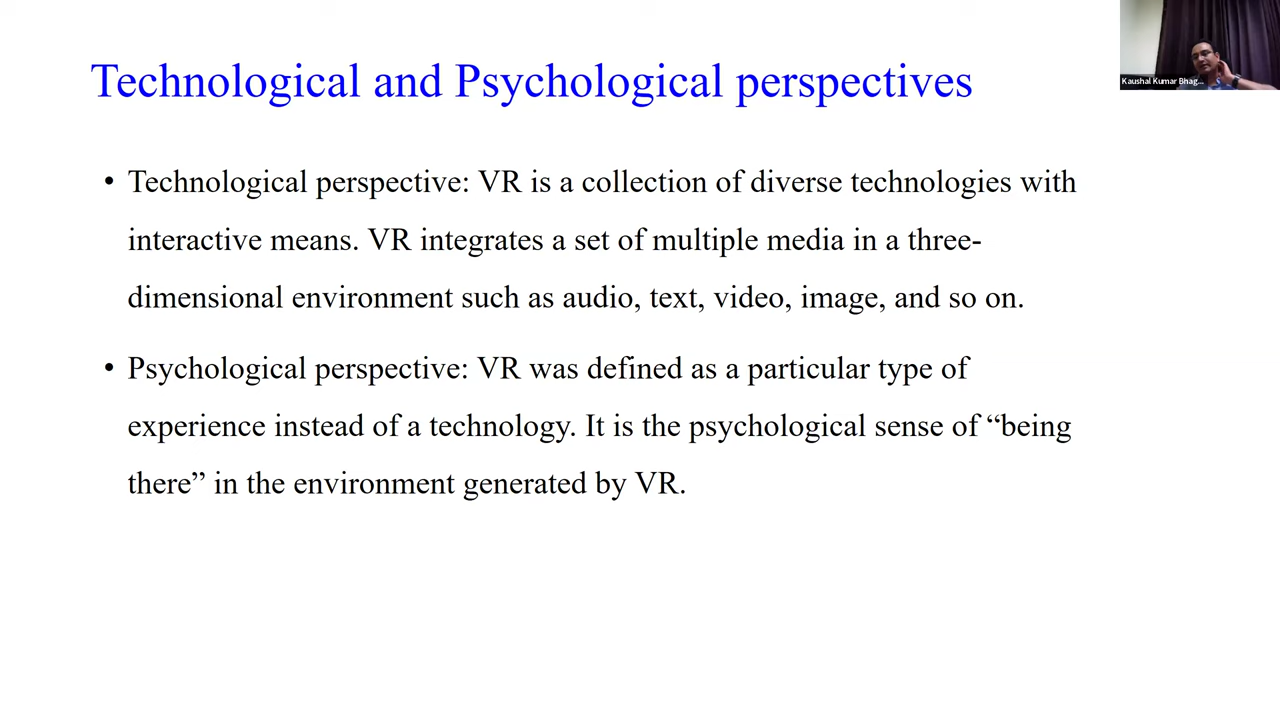 Technological and Psychological perspectives
Kaushal Kumar Bhag...
• Technological perspective: VR is a collection of diverse technologies with
interactive means. VR integrates a set of multiple media in a three-
dimensional environment such as audio, text, video, image, and so on.
• Psychological perspective: VR was defined as a particular type of
experience instead of a technology. It is the psychological sense of “being
there” in the environment generated by VR.